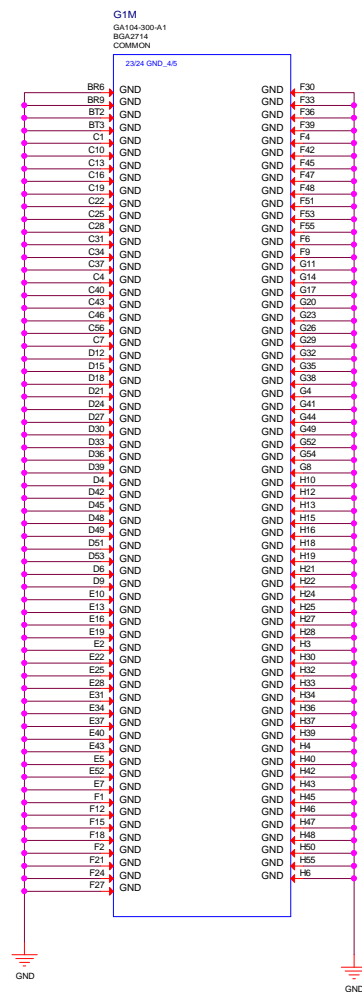 G1M
GA104-300-A1
BGA2714
COMMON
23/24 GND_4/5
BR6 GND GND F30
BR9 GND GND F33
BT2 GND GND F36
BT3 GND GND F39
C1 GND GND F4
C10 GND GND F42
C13 GND GND F45
C16 GND GND F47
C19 GND GND F48
C22 GND GND F51
C25 GND GND F53
C28 GND GND F55
C31 GND GND F6
C34 GND GND F9
C37 GND GND G11
C4 GND GND G14
C40 GND GND G17
C43 GND GND G20
C46 GND GND G23
C56 GND GND G26
C7 GND GND G29
D12 GND GND G32
D15 GND GND G35
D18 GND GND G38
D21 GND GND G4
D24 GND GND G41
D27 GND GND G44
D30 GND GND G49
D33 GND GND G52
D36 GND GND G54
D39 GND GND G8
D4 GND GND H10
D42 GND GND H12
D45 GND GND H13
D48 GND GND H15
D49 GND GND H16
D51 GND GND H18
D53 GND GND H19
D6 GND GND H21
D9 GND GND H22
E10 GND GND H24
E13 GND GND H25
E16 GND GND H27
E19 GND GND H28
E2 GND GND H3
E22 GND GND H30
E25 GND GND H32
E28 GND GND H33
E31 GND GND H34
E34 GND GND H36
E37 GND GND H37
E40 GND GND H39
E43 GND GND H4
E5 GND GND H40
E52 GND GND H42
E7 GND GND H43
F1 GND GND H45
F12 GND GND H46
F15 GND GND H47
F18 GND GND H48
F2 GND GND H50
F21 GND GND H55
F24 GND GND H6
F27 GND
GND
GND